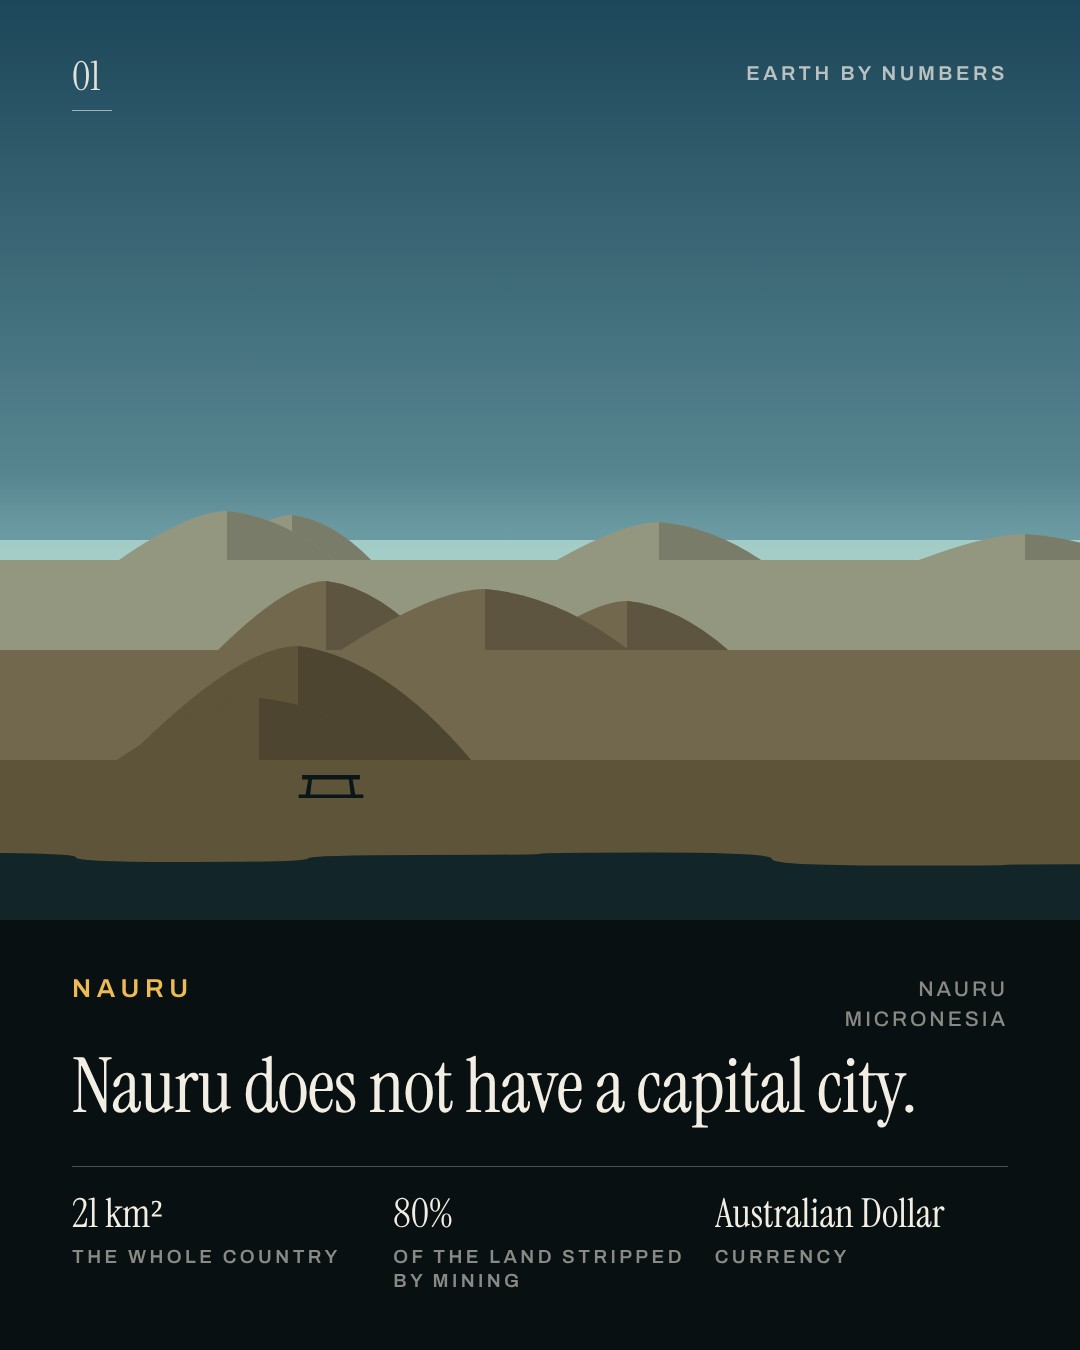 01
EARTH BY NUMBERS
NAURU
NAURU
MICRONESIA
Nauru does not have a capital city.
21 km²
THE WHOLE COUNTRY
80%
OF THE LAND STRIPPED
BY MINING
Australian Dollar
CURRENCY